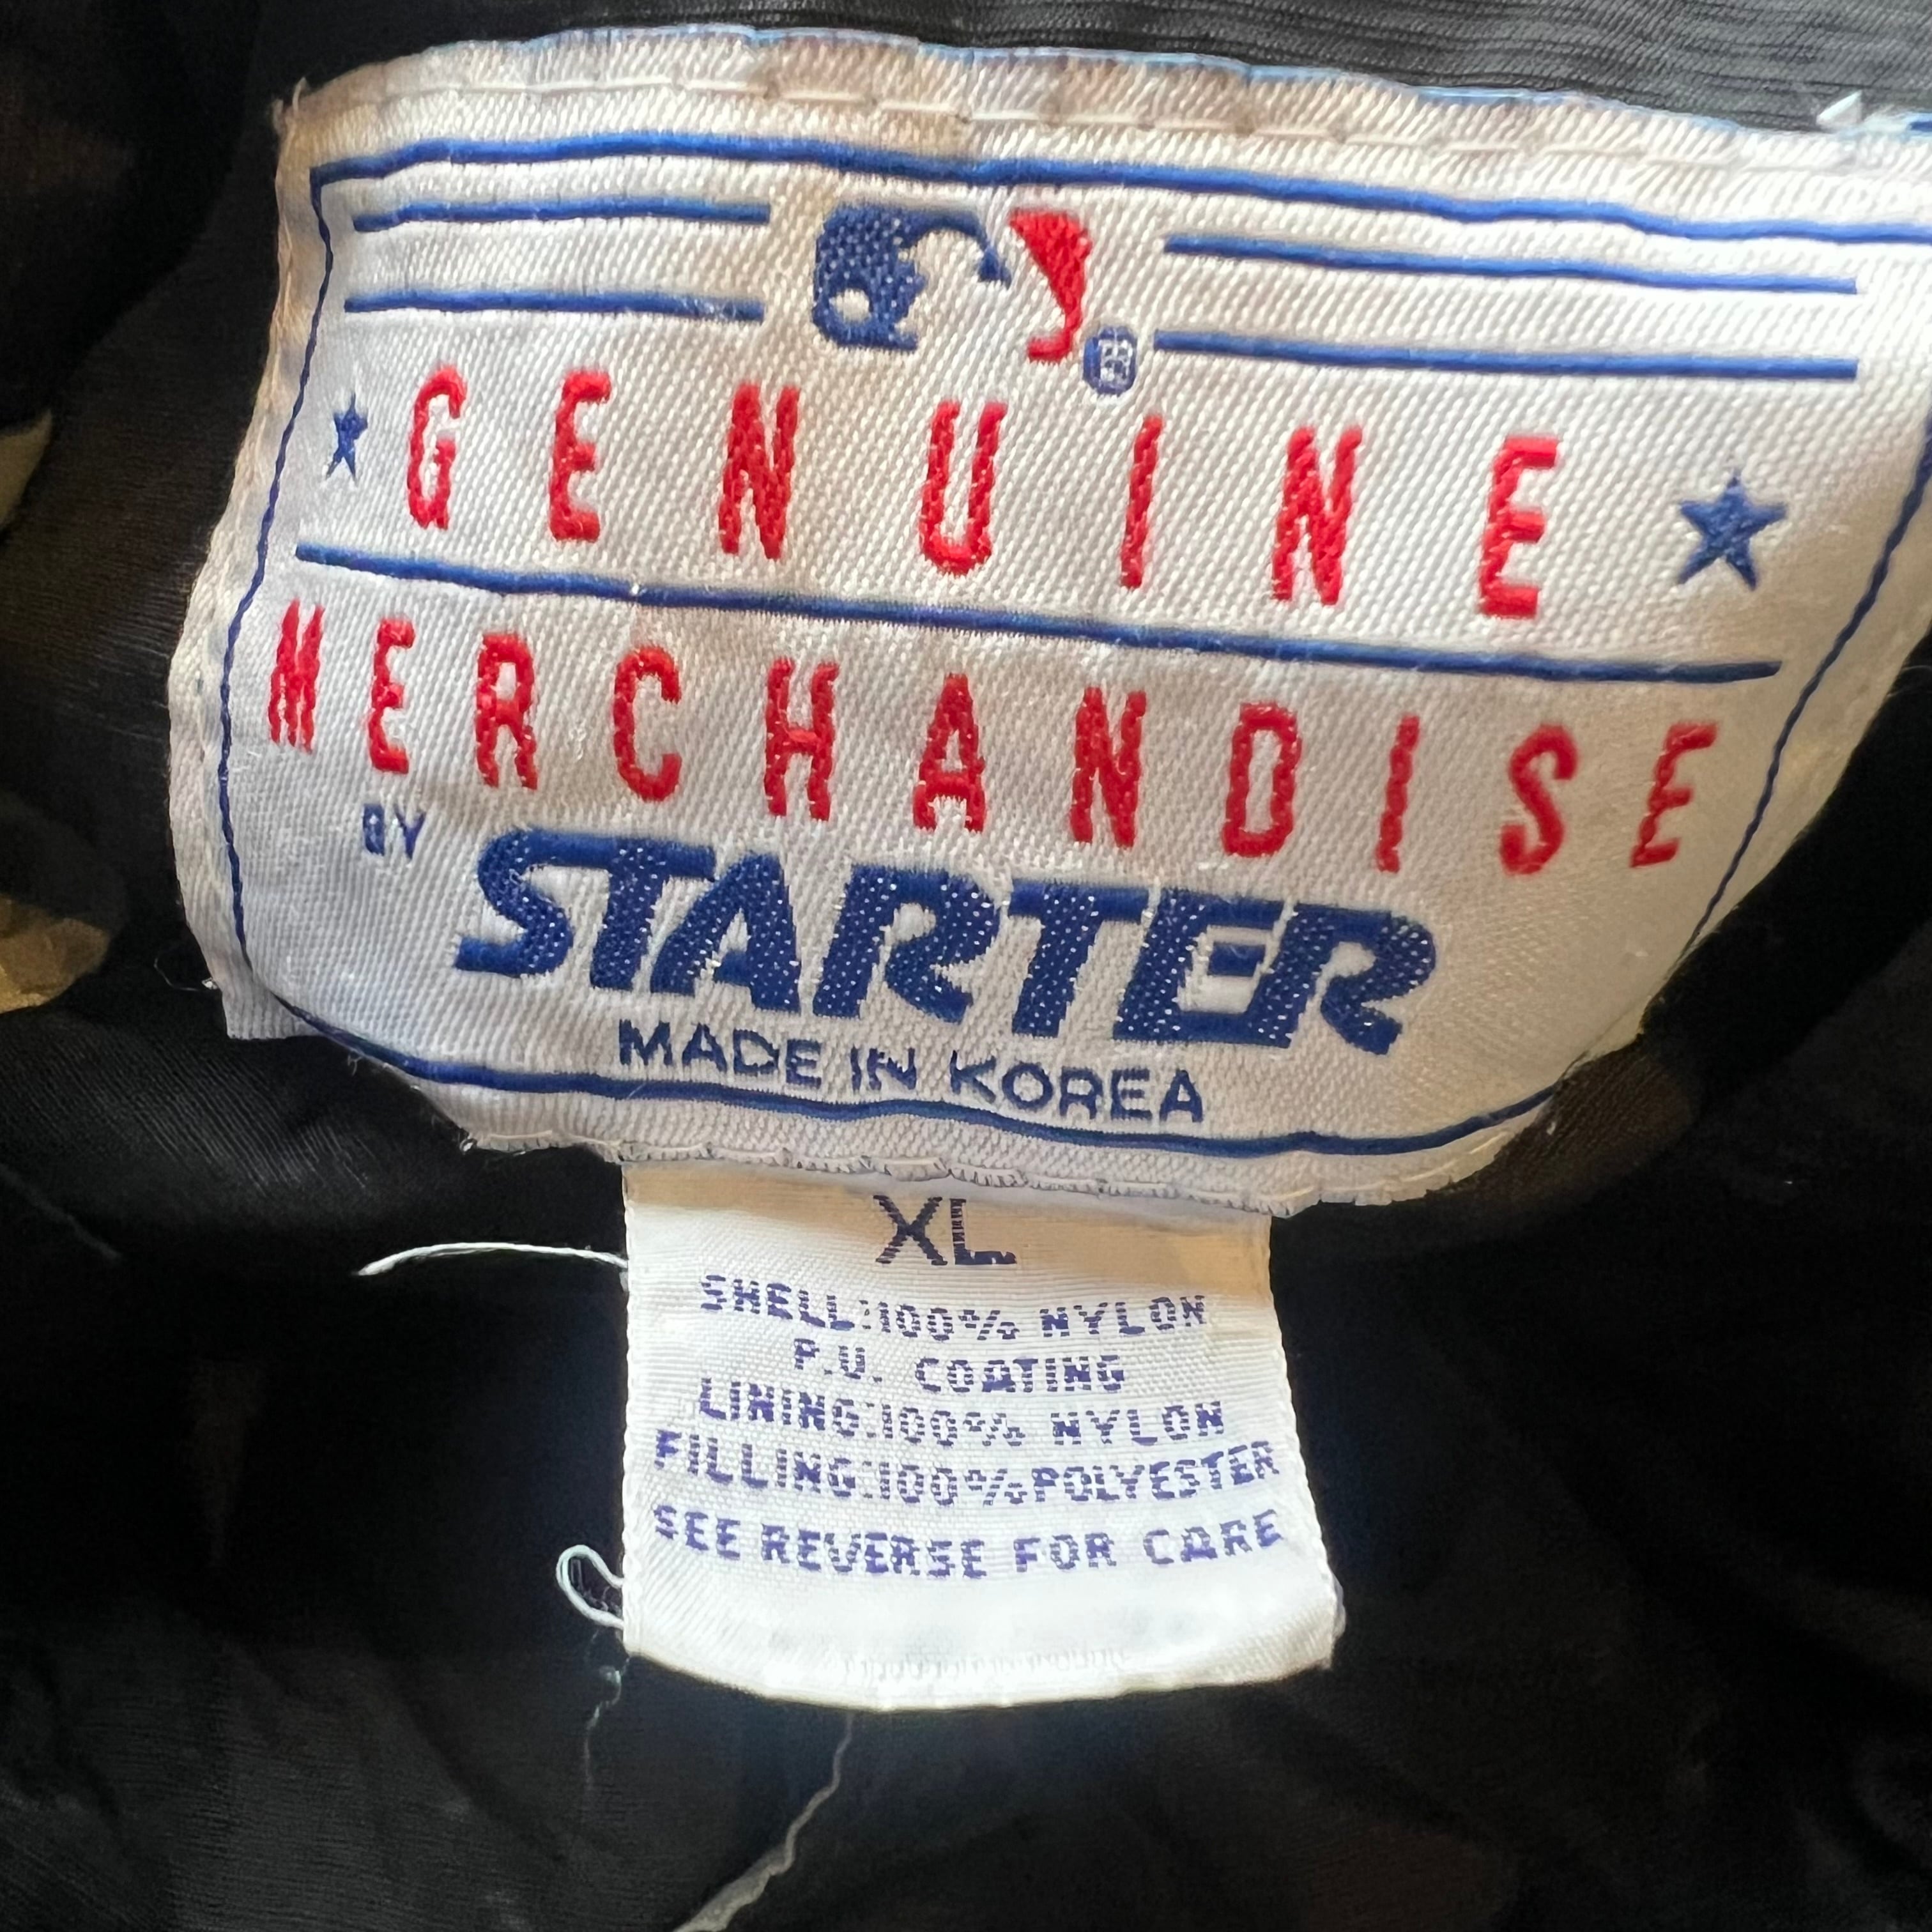 GENUINE
MERCHANDISE
BY STARTER
MADE IN KOREA
XL
SHELL:100% NYLON
P.U. COATING
LINING:100% NYLON
FILLING:100% POLYESTER
SEE REVERSE FOR CARE